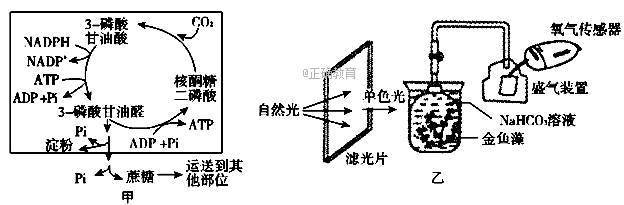 3-磷酸
甘油酸
CO₂
NADPH
NADP⁺
ATP
ADP+Pi
核酮糖
二磷酸
3-磷酸甘油醛
ATP
ADP+Pi
Pi
淀粉
Pi
蔗糖
运送到其
他部位
甲
@正确教育
自然光
单色光
滤光片
氧气传感器
盛气装置
NaHCO₃溶液
金鱼藻
乙